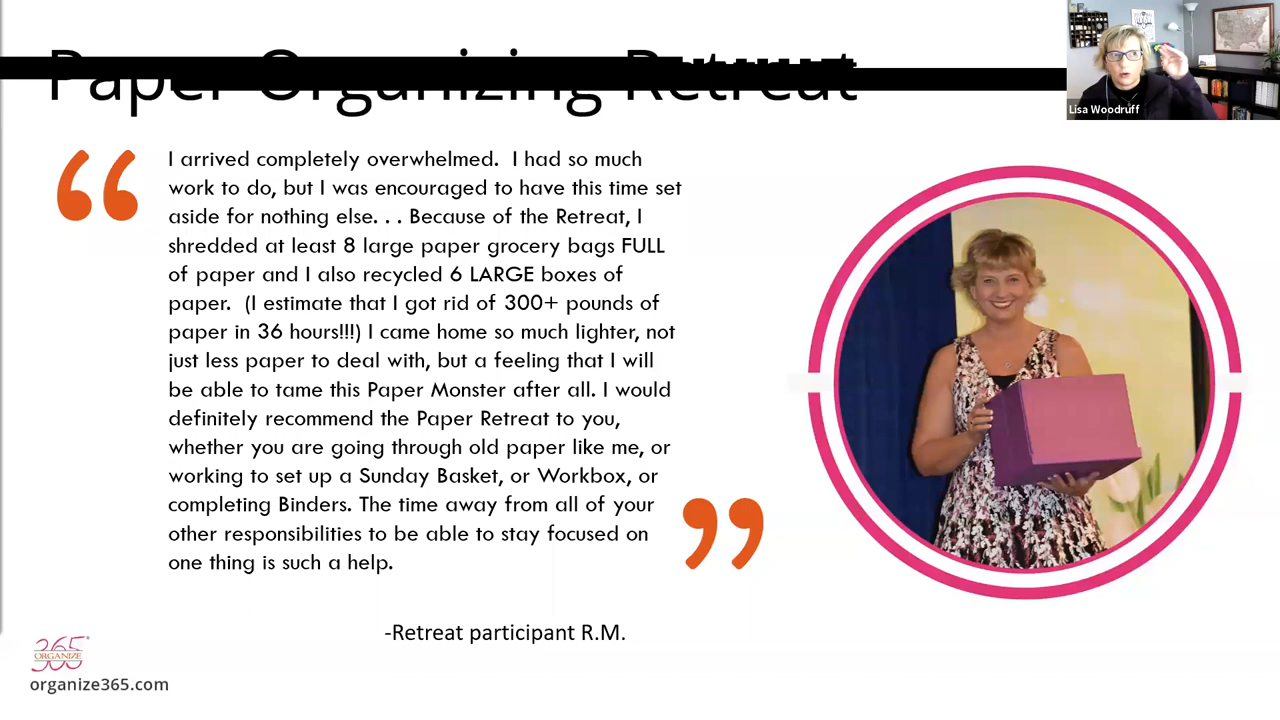 Paper Organizing Retreat
Lisa Woodruff
I arrived completely overwhelmed.  I had so much
work to do, but I was encouraged to have this time set
aside for nothing else. . . Because of the Retreat, I
shredded at least 8 large paper grocery bags FULL
of paper and I also recycled 6 LARGE boxes of
paper.  (I estimate that I got rid of 300+ pounds of
paper in 36 hours!!!) I came home so much lighter, not
just less paper to deal with, but a feeling that I will
be able to tame this Paper Monster after all. I would
definitely recommend the Paper Retreat to you,
whether you are going through old paper like me, or
working to set up a Sunday Basket, or Workbox, or
completing Binders. The time away from all of your
other responsibilities to be able to stay focused on
one thing is such a help.
-Retreat participant R.M.
365®
ORGANIZE
organize365.com